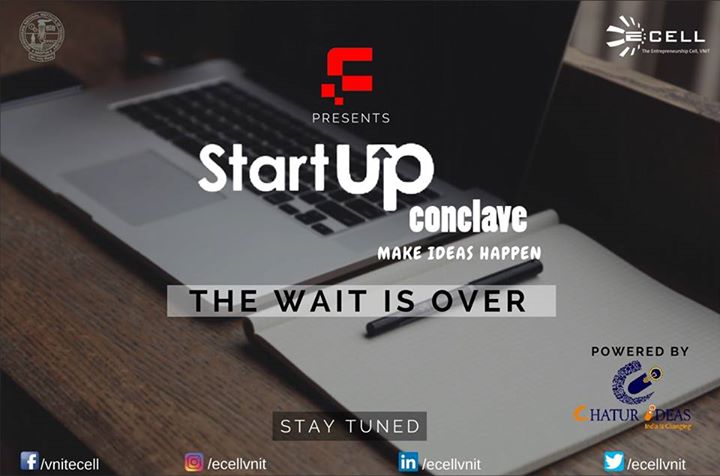 E-CELL
The Entrepreneurship Cell, VNIT
PRESENTS
StartUp
conclave
MAKE IDEAS HAPPEN
THE WAIT IS OVER
POWERED BY
CHATUR IDEAS
India is Changing
STAY TUNED
/vnitecell
/ecellvnit
/ecellvnit
/ecellvnit